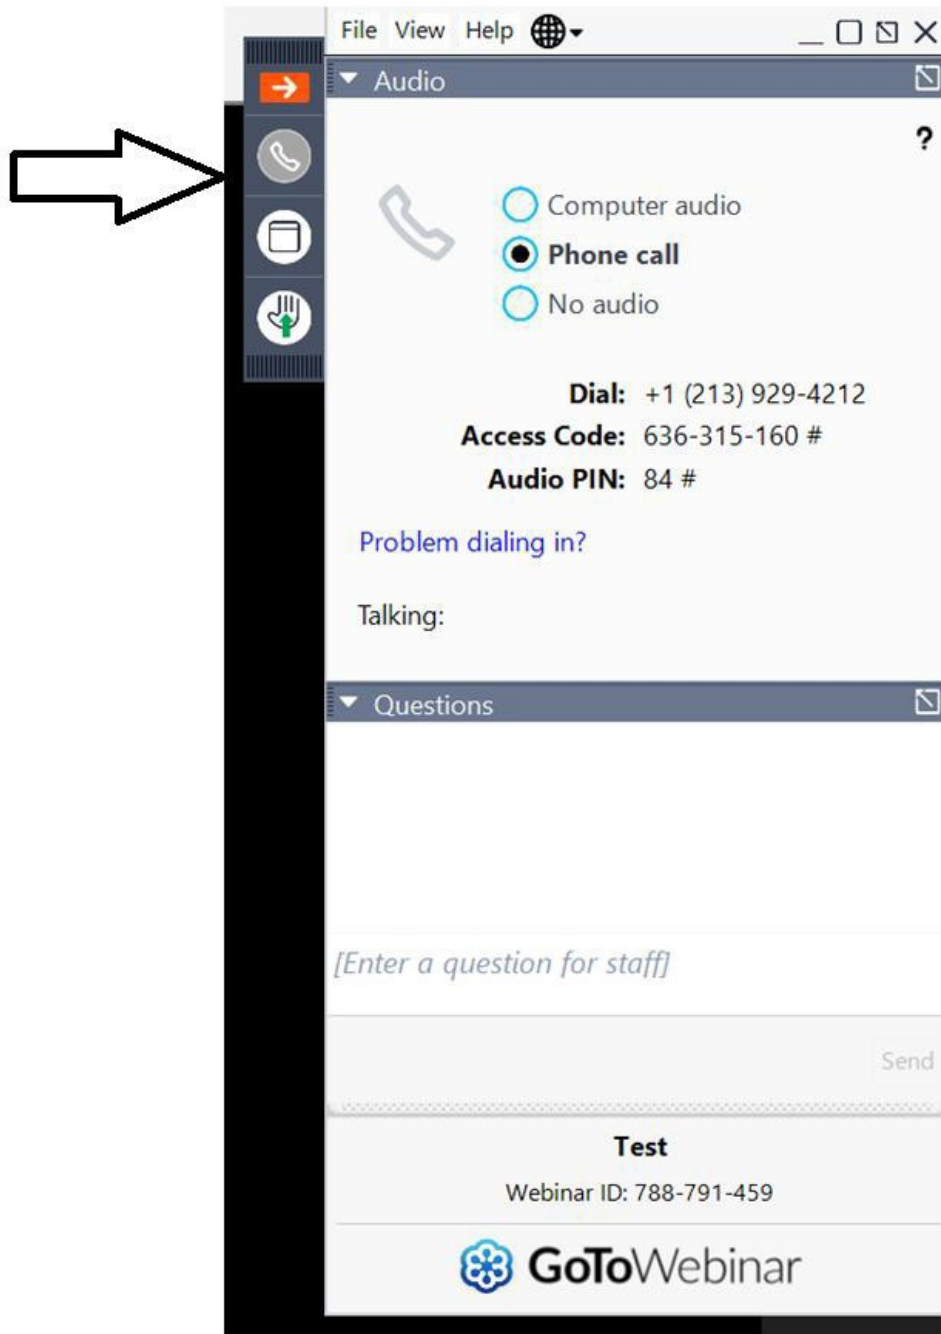 File View Help
Audio
?
Computer audio
Phone call
No audio
Dial: +1 (213) 929-4212
Access Code: 636-315-160 #
Audio PIN: 84 #
Problem dialing in?
Talking:
Questions
[Enter a question for staff]
Send
Test
Webinar ID: 788-791-459
GoToWebinar